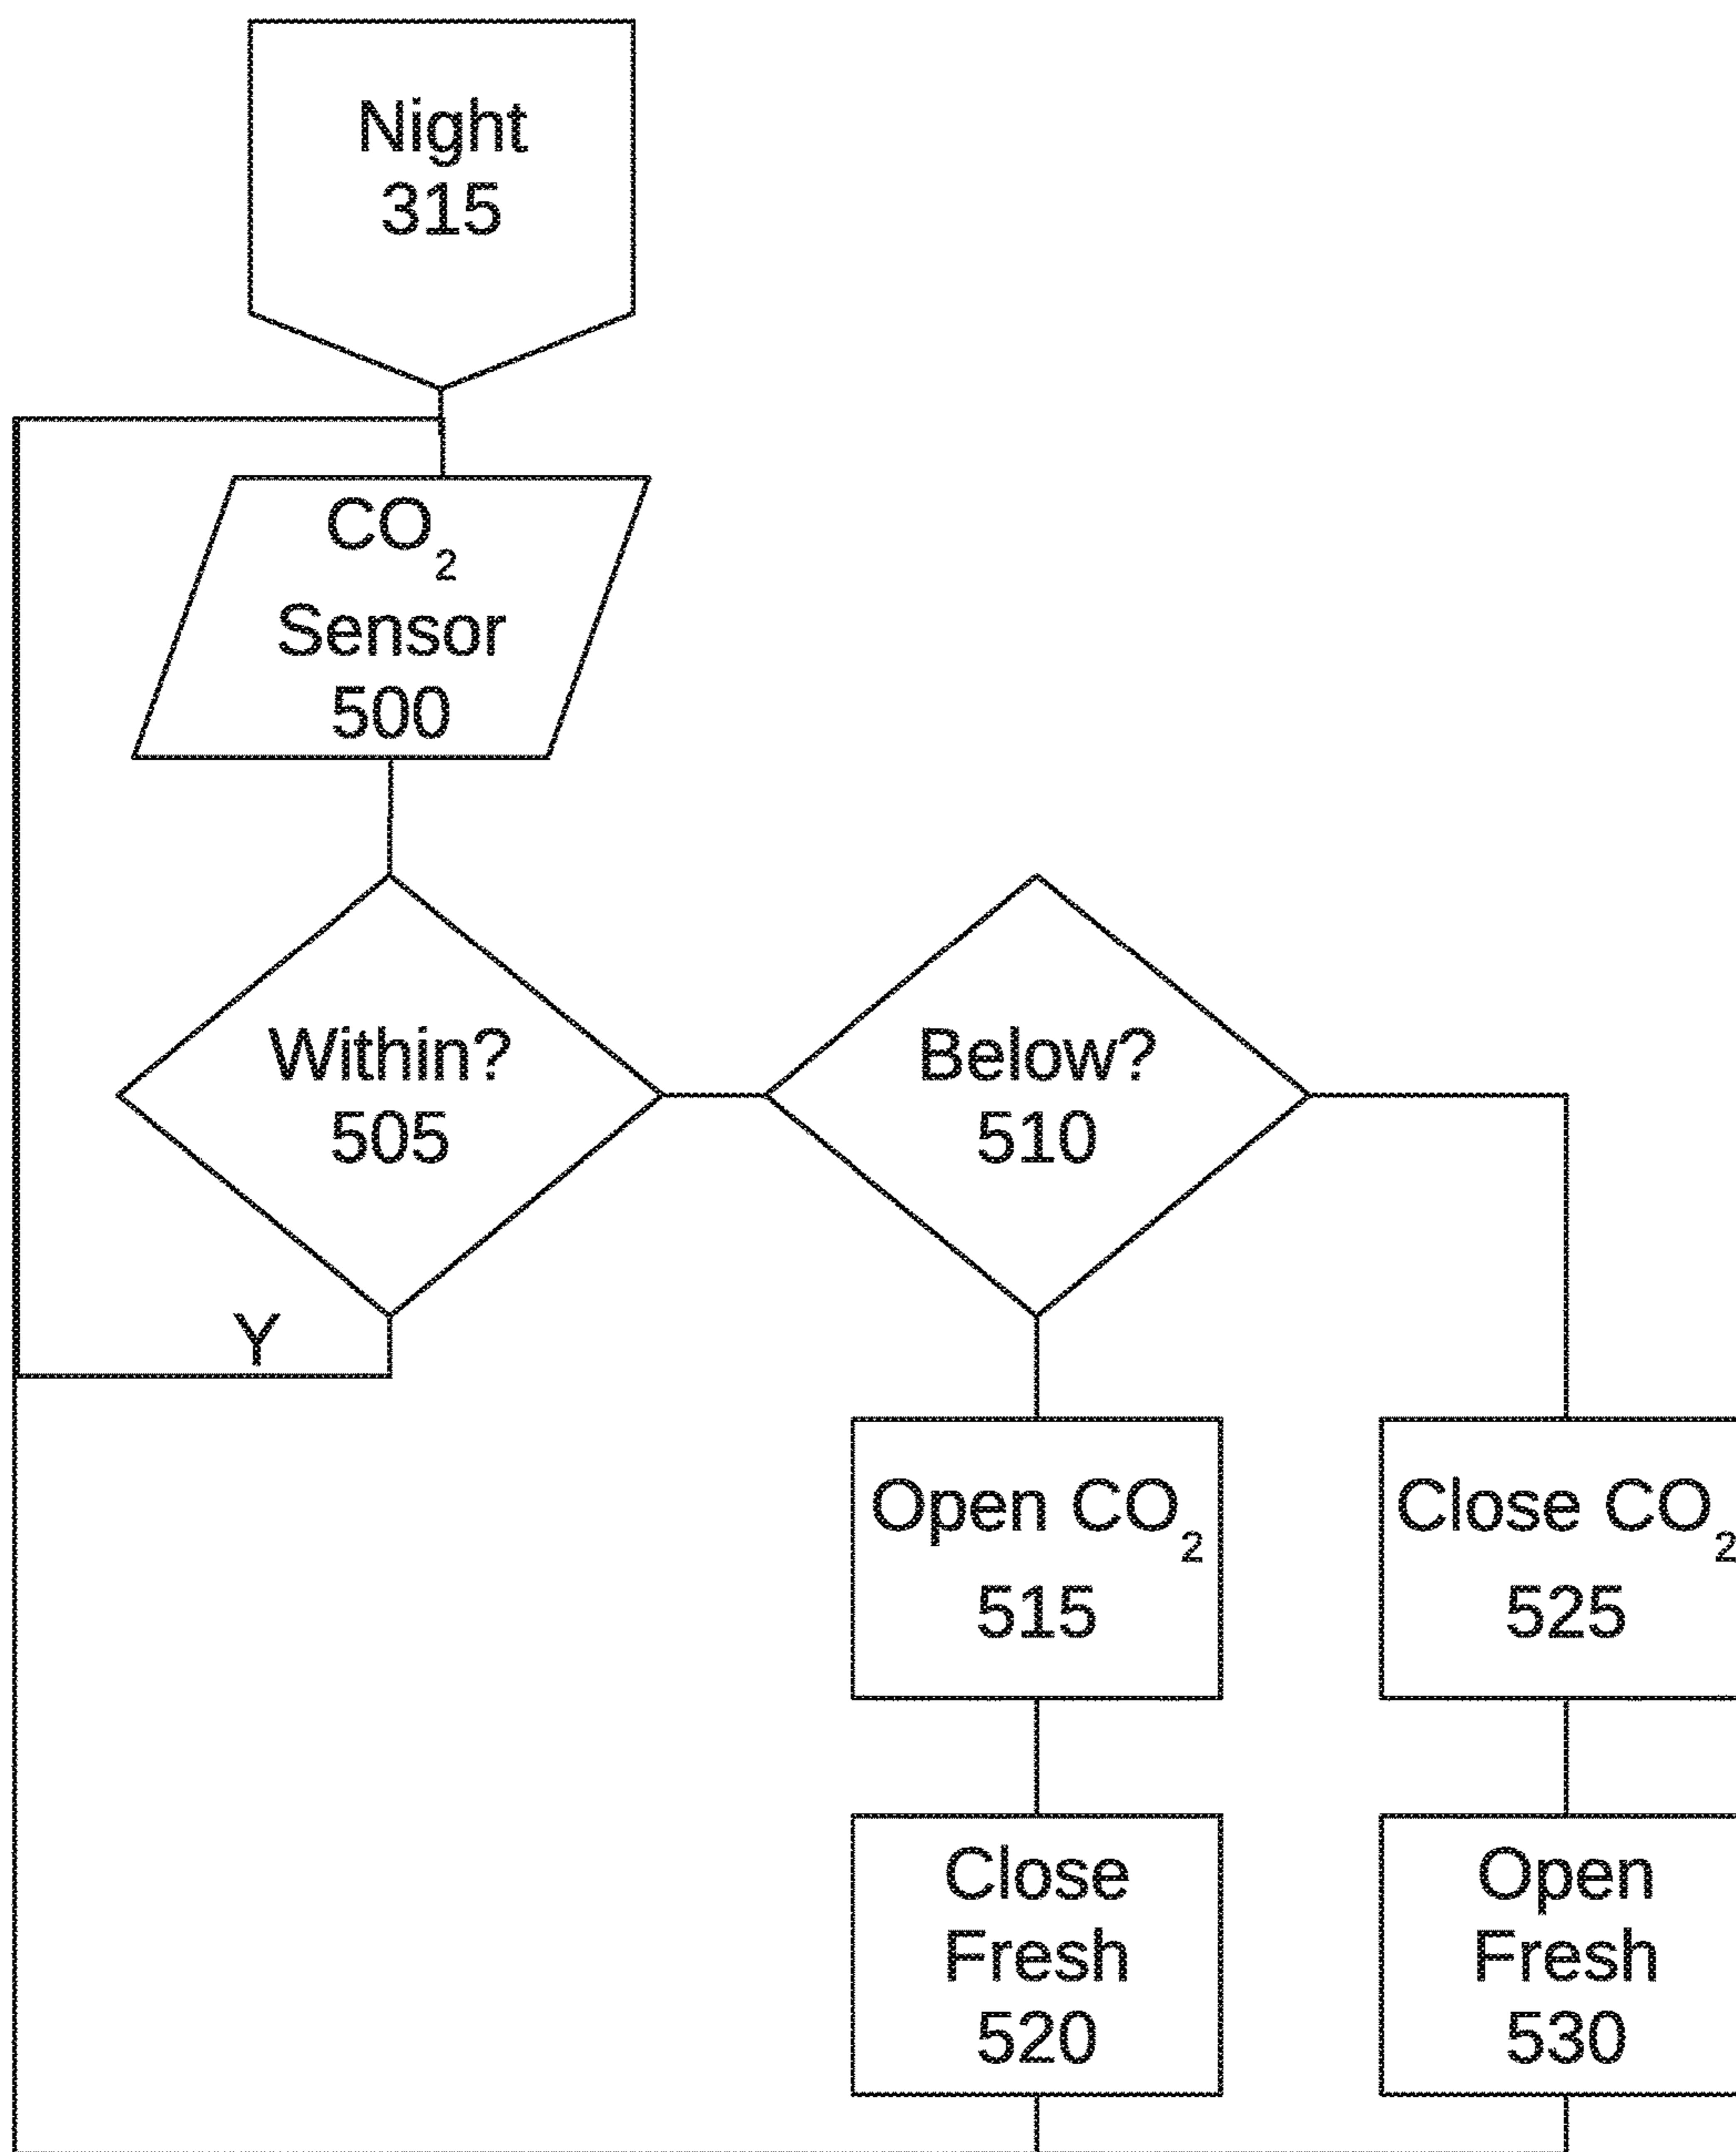 Night
315
CO₂
Sensor
500
Within?
505
Below?
510
Y
Open CO₂
515
Close CO₂
525
Close
Fresh
520
Open
Fresh
530